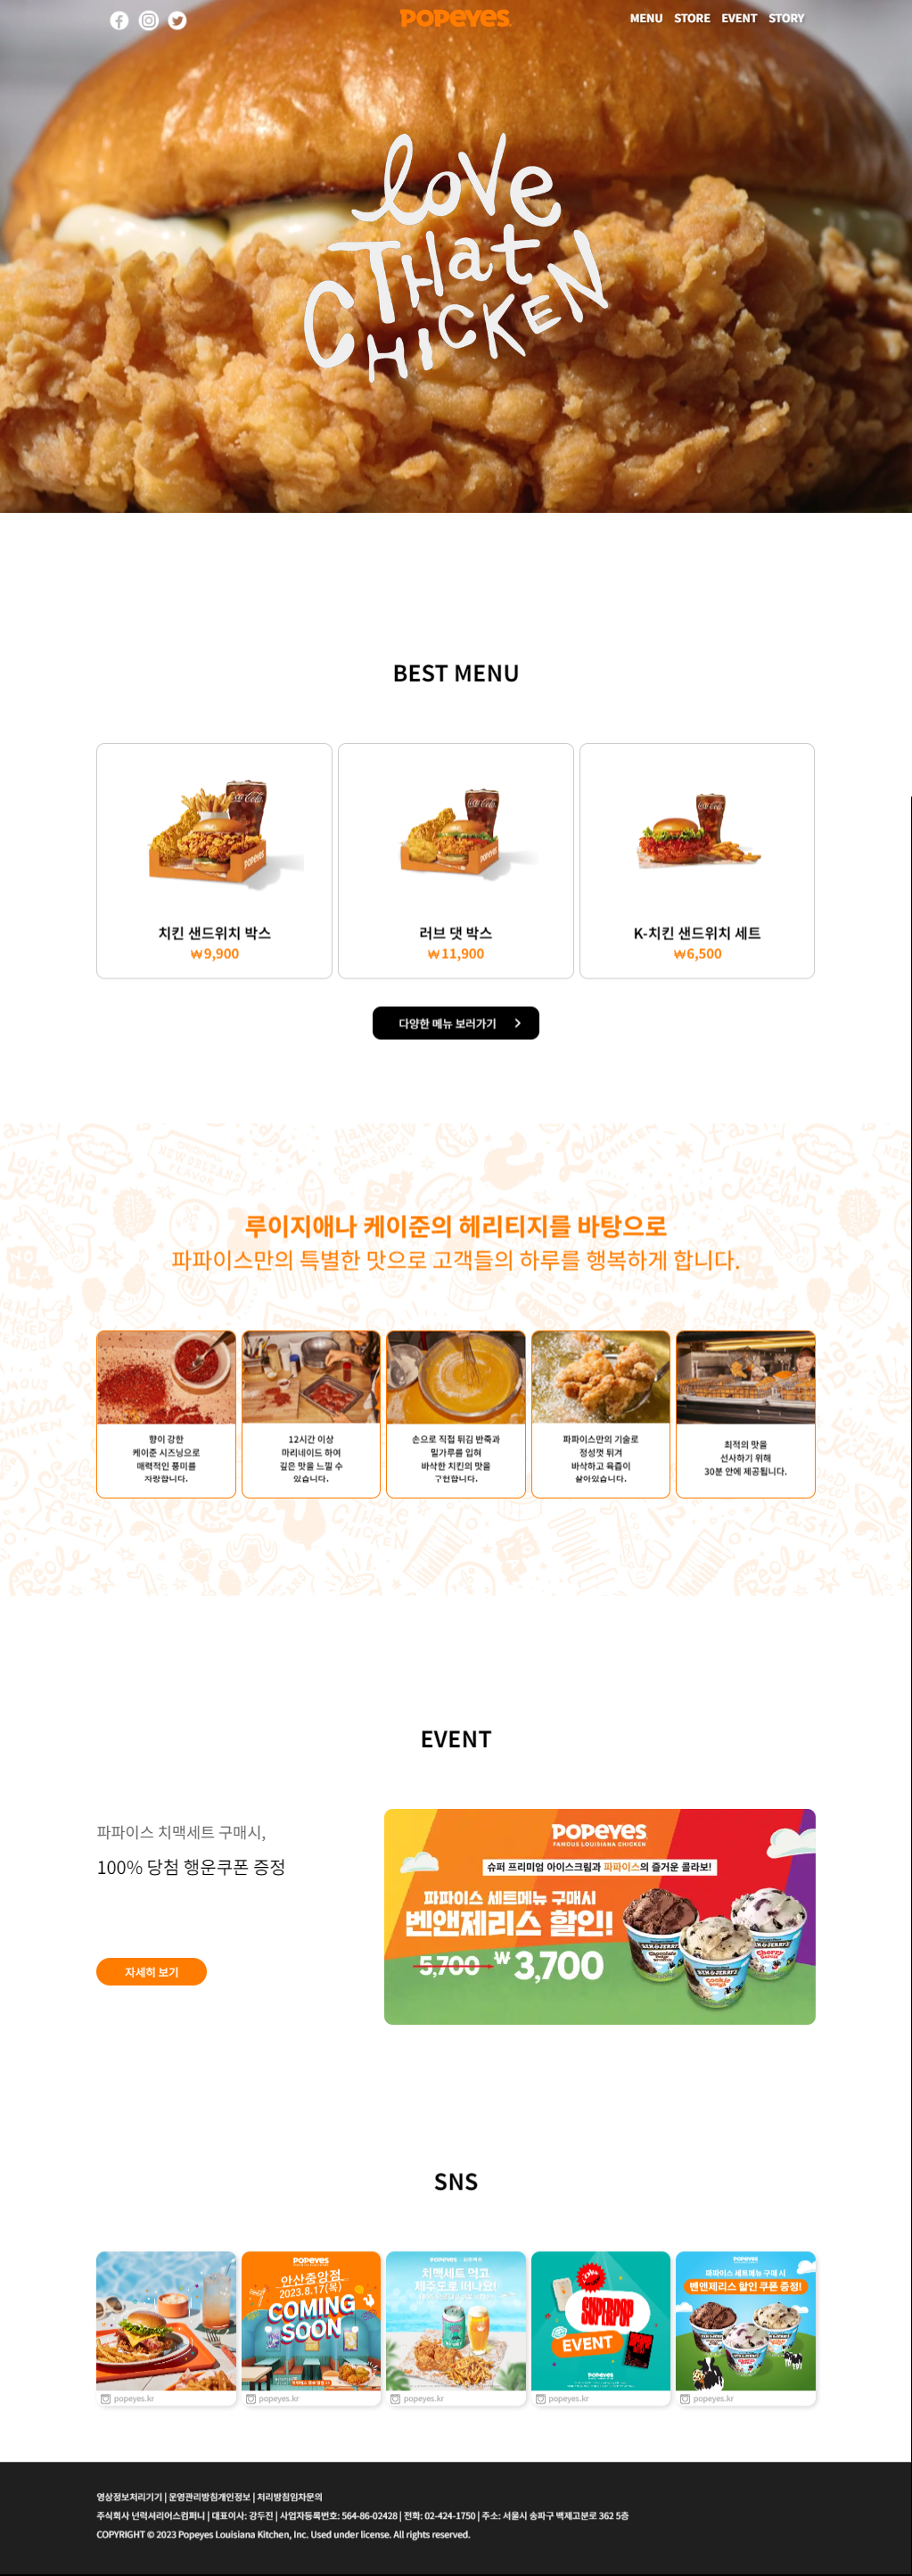 POPEYES
MENU STORE EVENT STORY
love
THat
CHICKEN
BEST MENU
POPEYES
Coca-Cola
POPEYES
Coca-Cola
Coca-Cola
치킨 샌드위치 박스
₩9,900
러브 댓 박스
₩11,900
K-치킨 샌드위치 세트
₩6,500
다양한 메뉴 보러가기
루이지애나 케이준의 헤리티지를 바탕으로
파파이스만의 특별한 맛으로 고객들의 하루를 행복하게 합니다.
향이 강한
케이준 시즈닝으로
매력적인 풍미를
자랑합니다.
12시간 이상
마리네이드 하여
깊은 맛을 느낄 수
있습니다.
손으로 직접 튀김 반죽과
밀가루를 입혀
바삭한 치킨의 맛을
구현합니다.
파파이스만의 기술로
정성껏 튀겨
바삭하고 육즙이
살아있습니다.
최적의 맛을
선사하기 위해
30분 안에 제공됩니다.
EVENT
파파이스 치맥세트 구매시,
100% 당첨 행운쿠폰 증정
자세히 보기
POPEYES
FAMOUS LOUISIANA CHICKEN
슈퍼 프리미엄 아이스크림과 파파이스의 즐거운 콜라보!
파파이스 세트메뉴 구매시
벤앤제리스 할인!
5,700 ₩3,700
BEN & JERRY'S
SNS
POPEYES
안산중앙점
2023.8.17(목)
COMING
SOON
POPEYES
치맥세트 먹고
제주도로 떠나요!
SUPERPOP
EVENT
POPEYES
POPEYES
파파이스 세트메뉴 구매 시
벤앤제리스 할인 쿠폰 증정!
popeyes.kr
popeyes.kr
popeyes.kr
popeyes.kr
popeyes.kr
영상정보처리기기 | 운영관리방침개인정보 | 처리방침임차문의
주식회사 넌럭셔리어스컴퍼니 | 대표이사: 강두진 | 사업자등록번호: 564-86-02428 | 전화: 02-424-1750 | 주소: 서울시 송파구 백제고분로 362 5층
COPYRIGHT © 2023 Popeyes Louisiana Kitchen, Inc. Used under license. All rights reserved.